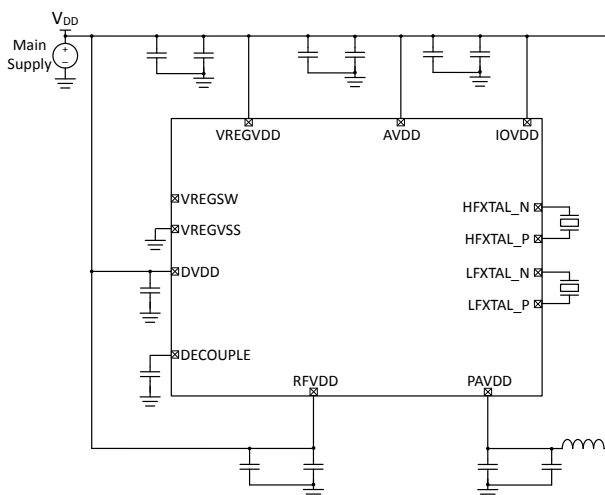 VDD
Main
Supply
+
-
VREGVDD
AVDD
IOVDD
VREGSW
HFXTAL_N
VREGVSS
HFXTAL_P
DVDD
LFXTAL_N
LFXTAL_P
DECOUPLE
RFVDD
PAVDD